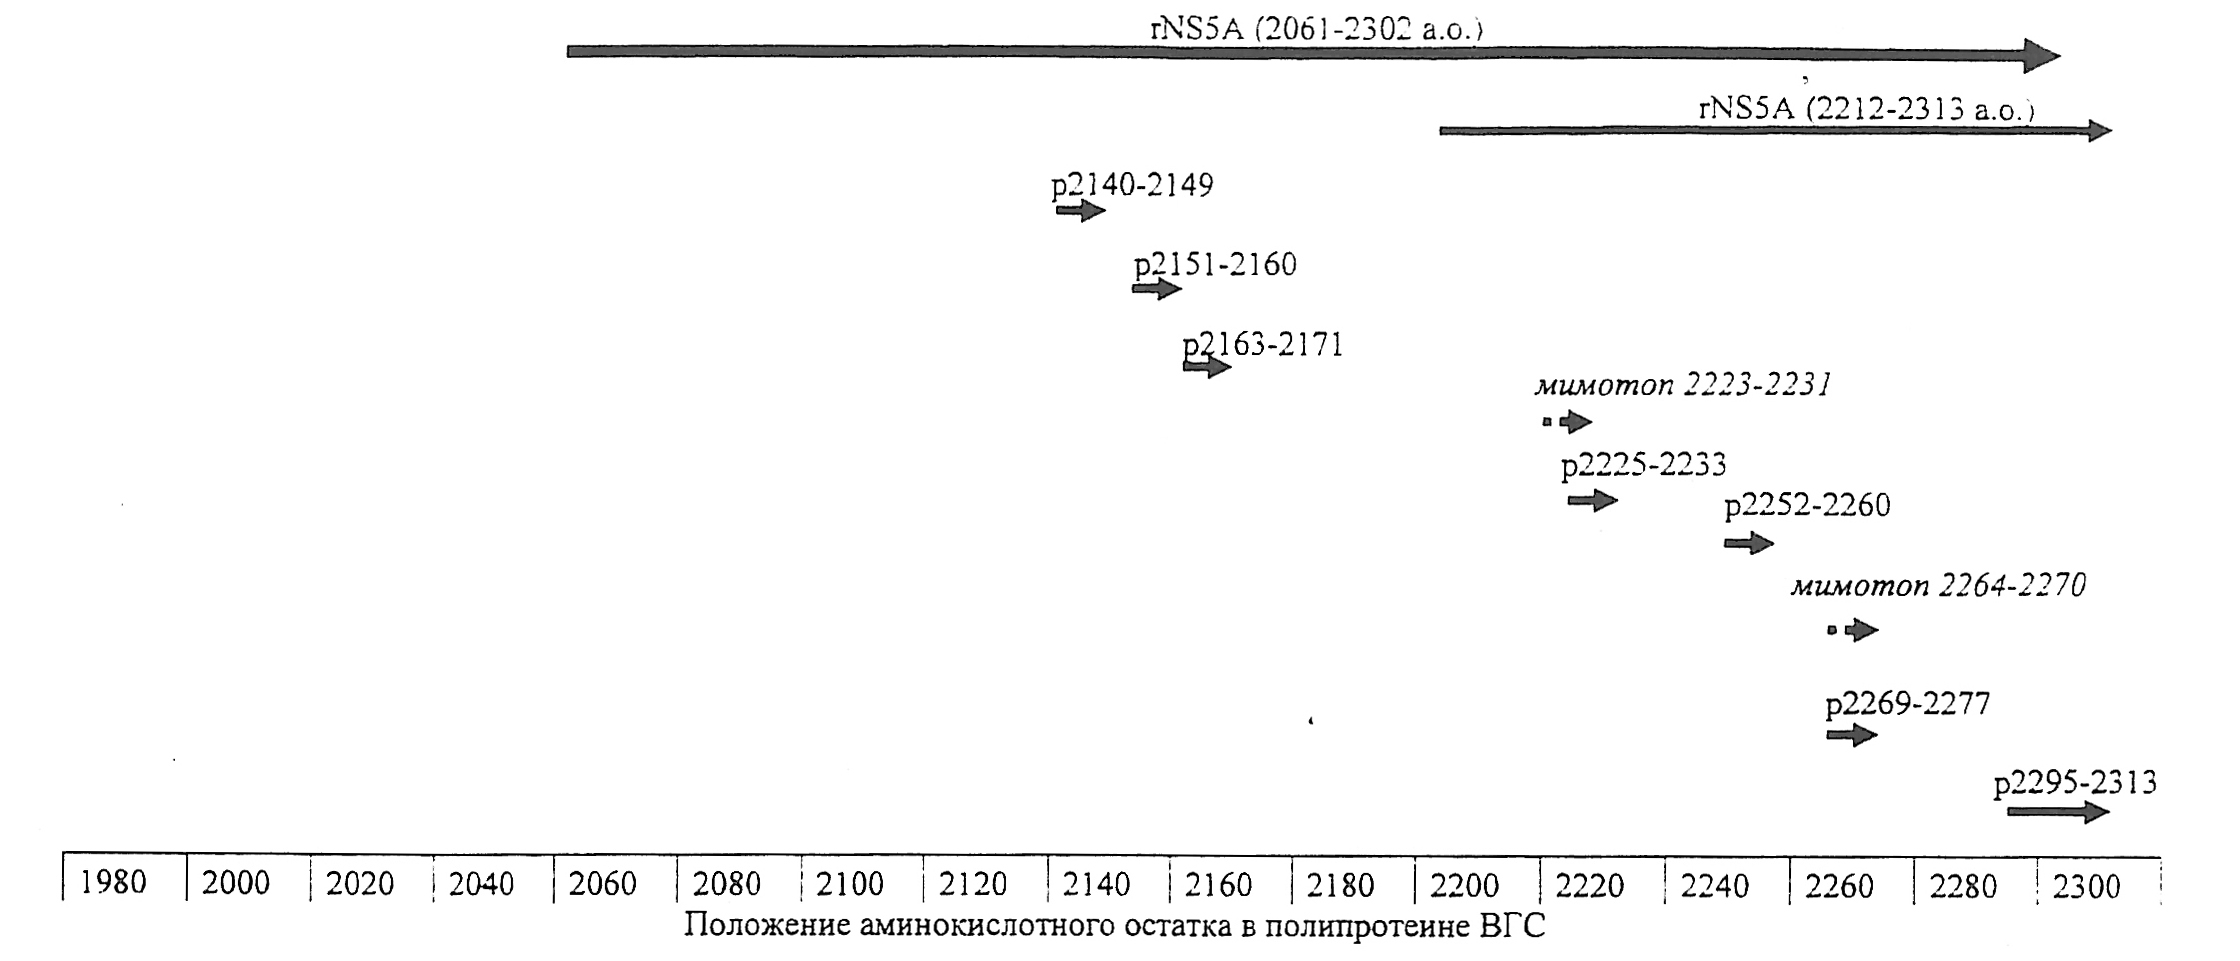 rNS5A (2061-2302 а.о.)
rNS5A (2212-2313 а.о.)
p2140-2149
p2151-2160
p2163-2171
мимотоп 2223-2231
p2225-2233
p2252-2260
мимотоп 2264-2270
p2269-2277
p2295-2313
1980 2000 2020 2040 2060 2080 2100 2120 2140 2160 2180 2200 2220 2240 2260 2280 2300
Положение аминокислотного остатка в полипротеине ВГС